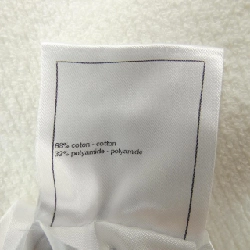 68% coton - cotton
32% polyamide - polyamide